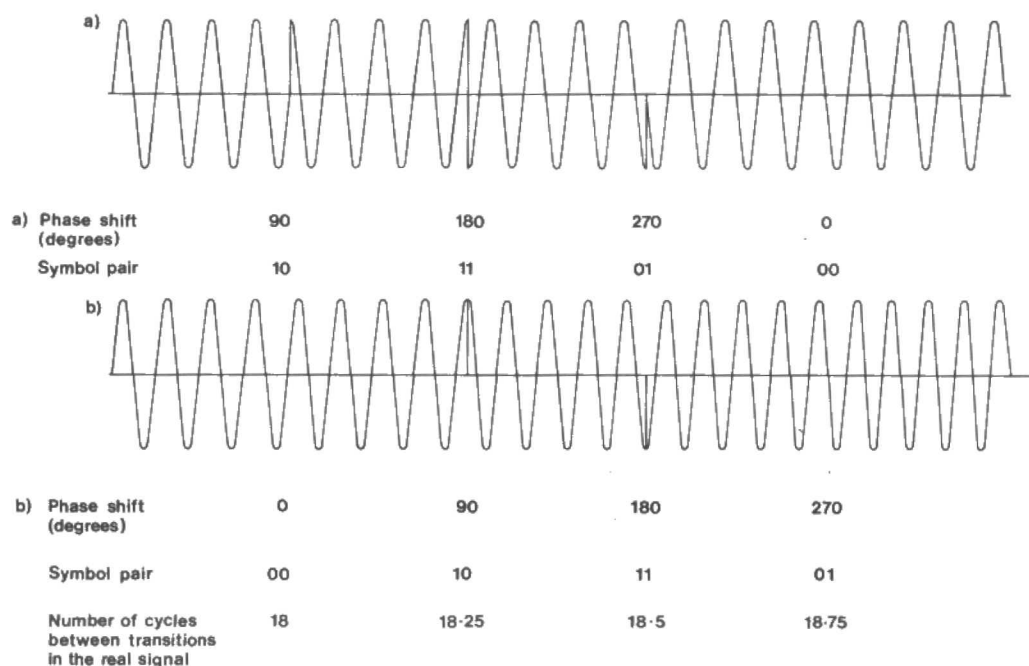 a)
a) Phase shift 90 180 270 0
(degrees)
Symbol pair 10 11 01 00
b)
b) Phase shift 0 90 180 270
(degrees)
Symbol pair 00 10 11 01
Number of cycles 18 18·25 18·5 18·75
between transitions
in the real signal